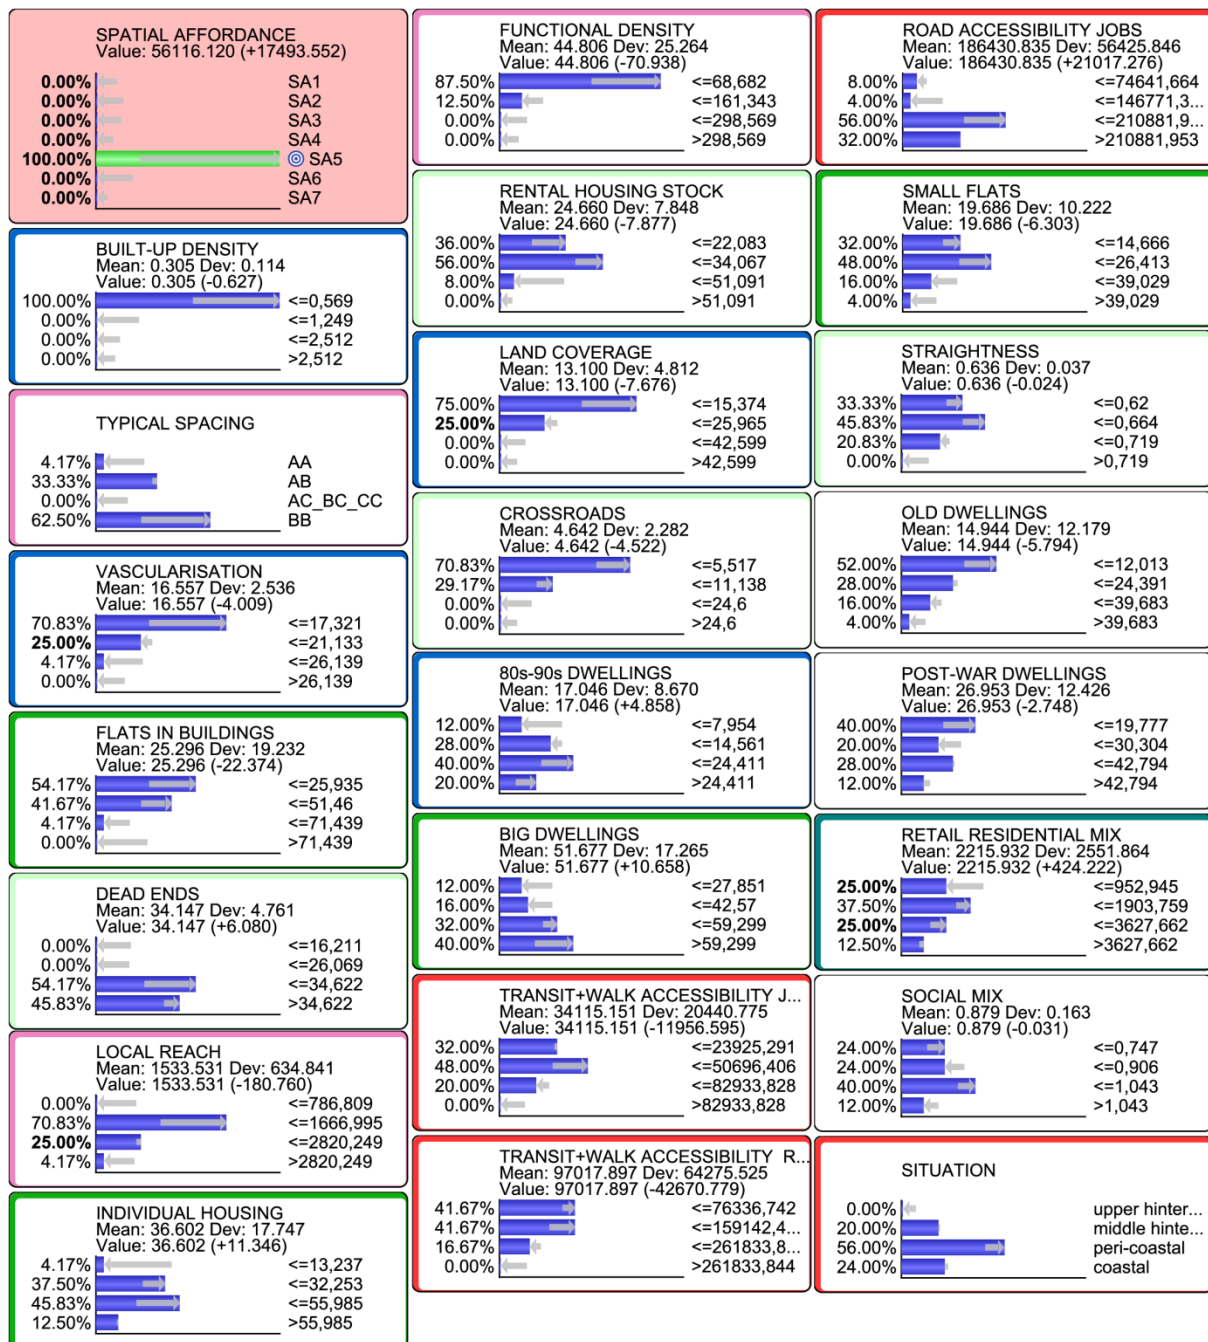 SPATIAL AFFORDANCE
Value: 56116.120 (+17493.552)
0.00% SA1
0.00% SA2
0.00% SA3
0.00% SA4
100.00% SA5
0.00% SA6
0.00% SA7
BUILT-UP DENSITY
Mean: 0.305 Dev: 0.114
Value: 0.305 (-0.627)
100.00% <=0,569
0.00% <=1,249
0.00% <=2,512
0.00% >2,512
TYPICAL SPACING
4.17% AA
33.33% AB
0.00% AC_BC_CC
62.50% BB
VASCULARISATION
Mean: 16.557 Dev: 2.536
Value: 16.557 (-4.009)
70.83% <=17,321
25.00% <=21,133
4.17% <=26,139
0.00% >26,139
FLATS IN BUILDINGS
Mean: 25.296 Dev: 19.232
Value: 25.296 (-22.374)
54.17% <=25,935
41.67% <=51,46
4.17% <=71,439
0.00% >71,439
DEAD ENDS
Mean: 34.147 Dev: 4.761
Value: 34.147 (+6.080)
0.00% <=16,211
0.00% <=26,069
54.17% <=34,622
45.83% >34,622
LOCAL REACH
Mean: 1533.531 Dev: 634.841
Value: 1533.531 (-180.760)
0.00% <=786,809
70.83% <=1666,995
25.00% <=2820,249
4.17% >2820,249
INDIVIDUAL HOUSING
Mean: 36.602 Dev: 17.747
Value: 36.602 (+11.346)
4.17% <=13,237
37.50% <=32,253
45.83% <=55,985
12.50% >55,985
FUNCTIONAL DENSITY
Mean: 44.806 Dev: 25.264
Value: 44.806 (-70.938)
87.50% <=68,682
12.50% <=161,343
0.00% <=298,569
0.00% >298,569
RENTAL HOUSING STOCK
Mean: 24.660 Dev: 7.848
Value: 24.660 (-7.877)
36.00% <=22,083
56.00% <=34,067
8.00% <=51,091
0.00% >51,091
LAND COVERAGE
Mean: 13.100 Dev: 4.812
Value: 13.100 (-7.676)
75.00% <=15,374
25.00% <=25,965
0.00% <=42,599
0.00% >42,599
CROSSROADS
Mean: 4.642 Dev: 2.282
Value: 4.642 (-4.522)
70.83% <=5,517
29.17% <=11,138
0.00% <=24,6
0.00% >24,6
80s-90s DWELLINGS
Mean: 17.046 Dev: 8.670
Value: 17.046 (+4.858)
12.00% <=7,954
28.00% <=14,561
40.00% <=24,411
20.00% >24,411
BIG DWELLINGS
Mean: 51.677 Dev: 17.265
Value: 51.677 (+10.658)
12.00% <=27,851
16.00% <=42,57
32.00% <=59,299
40.00% >59,299
TRANSIT+WALK ACCESSIBILITY J...
Mean: 34115.151 Dev: 20440.775
Value: 34115.151 (-11956.595)
32.00% <=23925,291
48.00% <=50696,406
20.00% <=82933,828
0.00% >82933,828
TRANSIT+WALK ACCESSIBILITY R...
Mean: 97017.897 Dev: 64275.525
Value: 97017.897 (-42670.779)
41.67% <=76336,742
41.67% <=159142,4...
16.67% <=261833,8...
0.00% >261833,844
ROAD ACCESSIBILITY JOBS
Mean: 186430.835 Dev: 56425.846
Value: 186430.835 (+21017.276)
8.00% <=74641,664
4.00% <=146771,3...
56.00% <=210881,9...
32.00% >210881,953
SMALL FLATS
Mean: 19.686 Dev: 10.222
Value: 19.686 (-6.303)
32.00% <=14,666
48.00% <=26,413
16.00% <=39,029
4.00% >39,029
STRAIGHTNESS
Mean: 0.636 Dev: 0.037
Value: 0.636 (-0.024)
33.33% <=0,62
45.83% <=0,664
20.83% <=0,719
0.00% >0,719
OLD DWELLINGS
Mean: 14.944 Dev: 12.179
Value: 14.944 (-5.794)
52.00% <=12,013
28.00% <=24,391
16.00% <=39,683
4.00% >39,683
POST-WAR DWELLINGS
Mean: 26.953 Dev: 12.426
Value: 26.953 (-2.748)
40.00% <=19,777
20.00% <=30,304
28.00% <=42,794
12.00% >42,794
RETAIL RESIDENTIAL MIX
Mean: 2215.932 Dev: 2551.864
Value: 2215.932 (+424.222)
25.00% <=952,945
37.50% <=1903,759
25.00% <=3627,662
12.50% >3627,662
SOCIAL MIX
Mean: 0.879 Dev: 0.163
Value: 0.879 (-0.031)
24.00% <=0,747
24.00% <=0,906
40.00% <=1,043
12.00% >1,043
SITUATION
0.00% upper hinter...
20.00% middle hinte...
56.00% peri-coastal
24.00% coastal